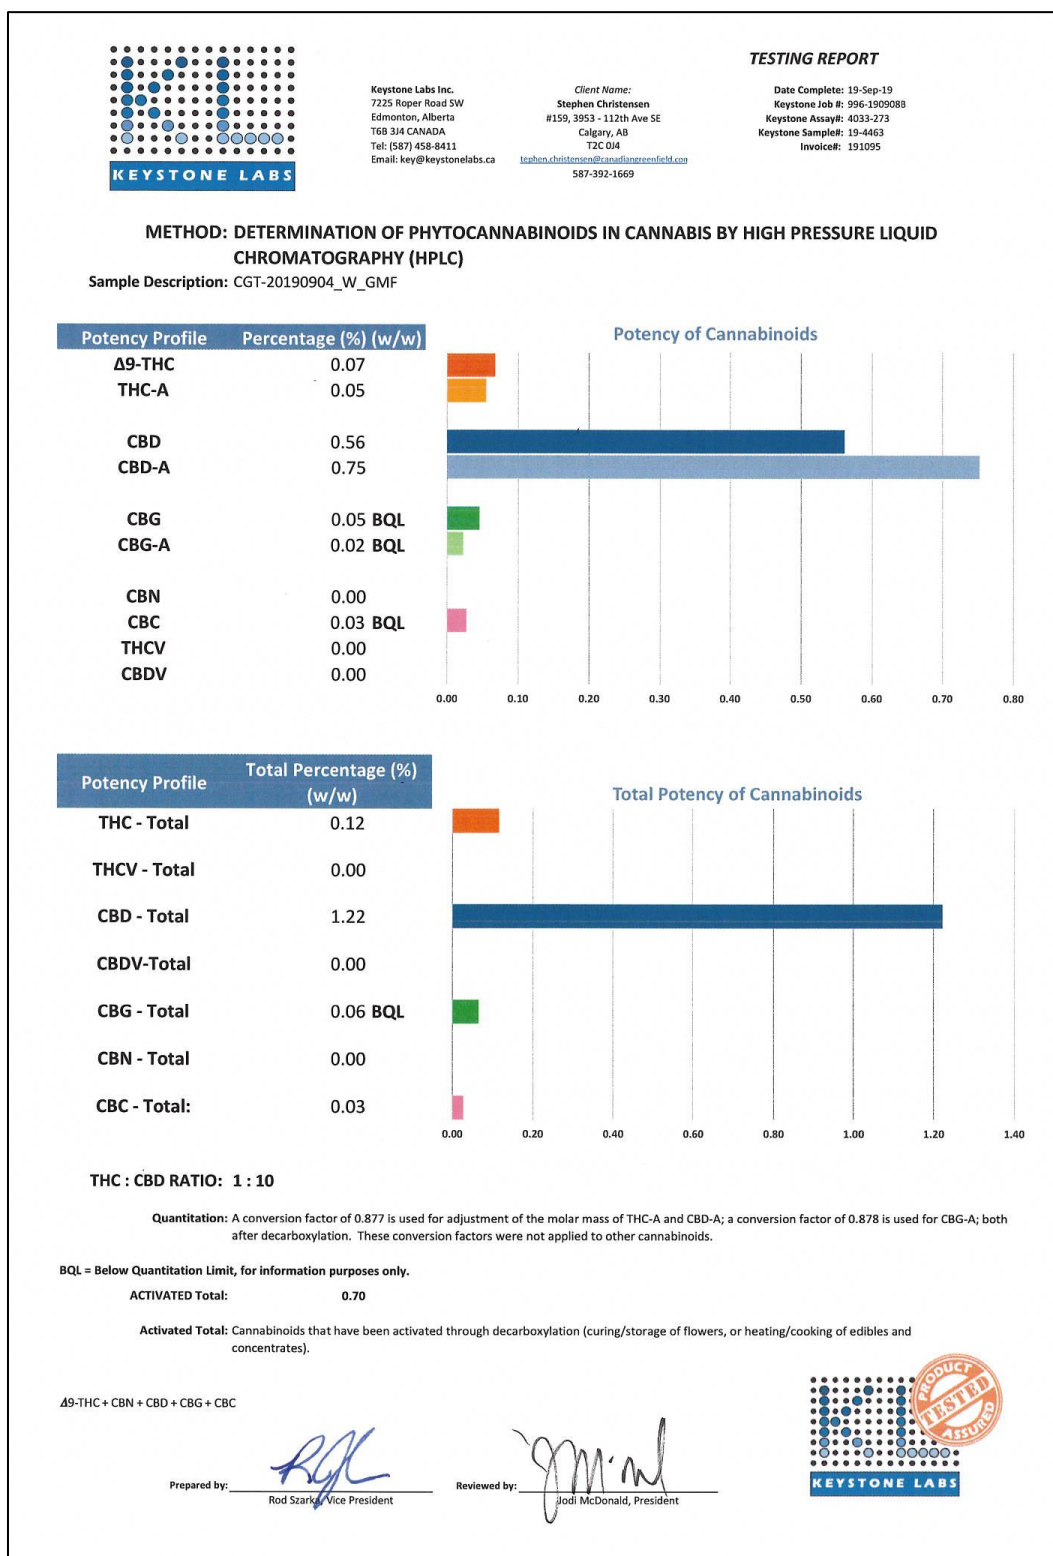 KEYSTONE LABS
Keystone Labs Inc.
7225 Roper Road SW
Edmonton, Alberta
T6B 3J4 CANADA
Tel: (587) 458-8411
Email: key@keystonelabs.ca
Client Name:
Stephen Christensen
#159, 3953 - 112th Ave SE
Calgary, AB
T2C 0J4
tephen.christensen@canadiangreenfield.con
587-392-1669
TESTING REPORT
Date Complete: 19-Sep-19
Keystone Job #: 996-190908B
Keystone Assay#: 4033-273
Keystone Sample#: 19-4463
Invoice#: 191095
METHOD: DETERMINATION OF PHYTOCANNABINOIDS IN CANNABIS BY HIGH PRESSURE LIQUID
CHROMATOGRAPHY (HPLC)
Sample Description: CGT-20190904_W_GMF
Potency Profile Percentage (%) (w/w)
Δ9-THC 0.07
THC-A 0.05
CBD 0.56
CBD-A 0.75
CBG 0.05 BQL
CBG-A 0.02 BQL
CBN 0.00
CBC 0.03 BQL
THCV 0.00
CBDV 0.00
Potency of Cannabinoids
0.00 0.10 0.20 0.30 0.40 0.50 0.60 0.70 0.80
Potency Profile Total Percentage (%)
(w/w)
THC - Total 0.12
THCV - Total 0.00
CBD - Total 1.22
CBDV-Total 0.00
CBG - Total 0.06 BQL
CBN - Total 0.00
CBC - Total: 0.03
Total Potency of Cannabinoids
0.00 0.20 0.40 0.60 0.80 1.00 1.20 1.40
THC : CBD RATIO: 1 : 10
Quantitation: A conversion factor of 0.877 is used for adjustment of the molar mass of THC-A and CBD-A; a conversion factor of 0.878 is used for CBG-A; both
after decarboxylation. These conversion factors were not applied to other cannabinoids.
BQL = Below Quantitation Limit, for information purposes only.
ACTIVATED Total: 0.70
Activated Total: Cannabinoids that have been activated through decarboxylation (curing/storage of flowers, or heating/cooking of edibles and
concentrates).
Δ9-THC + CBN + CBD + CBG + CBC
Prepared by:
Rod Szarka, Vice President
Reviewed by:
Jodi McDonald, President
PRODUCT
TESTED
ASSURED
KEYSTONE LABS